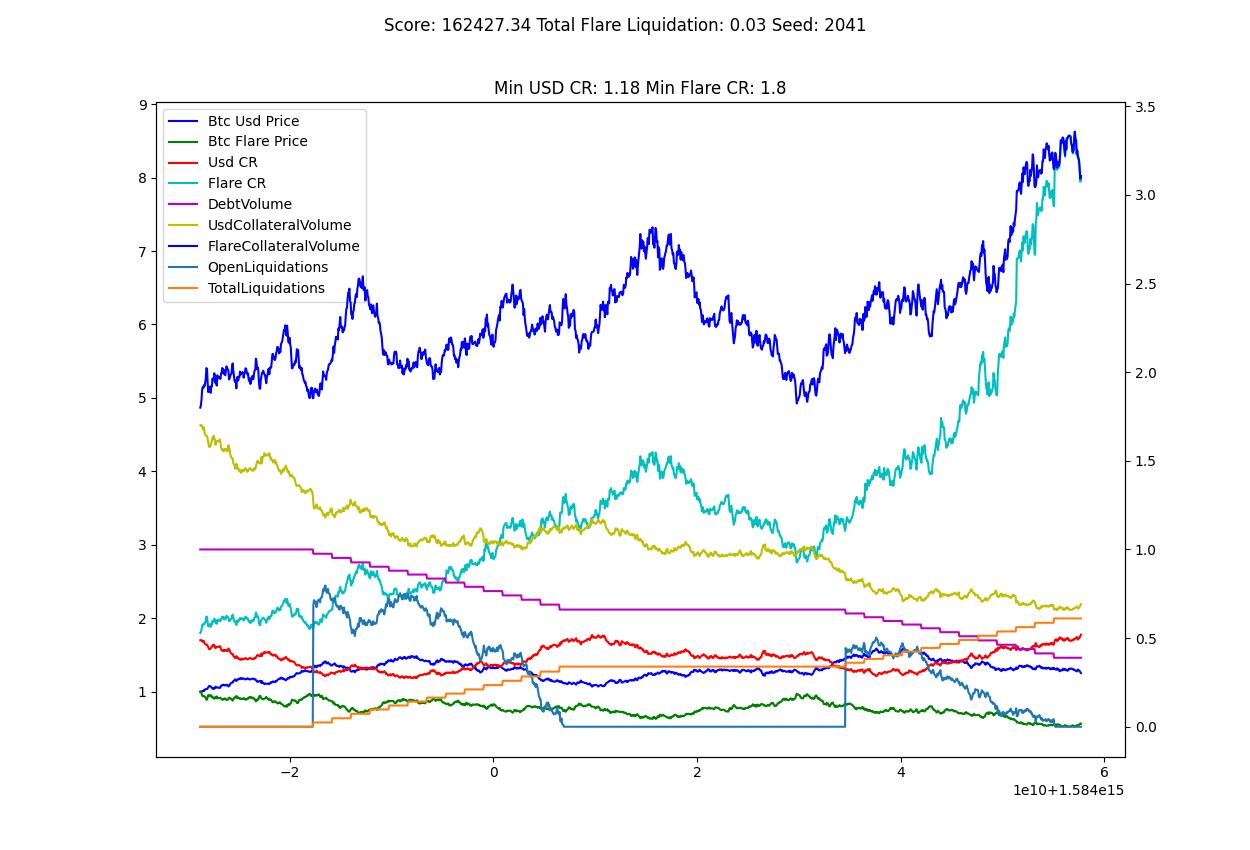 Score: 162427.34 Total Flare Liquidation: 0.03 Seed: 2041
Min USD CR: 1.18 Min Flare CR: 1.8
Btc Usd Price
Btc Flare Price
Usd CR
Flare CR
DebtVolume
UsdCollateralVolume
FlareCollateralVolume
OpenLiquidations
TotalLiquidations
9
8
7
6
5
4
3
2
1
3.5
3.0
2.5
2.0
1.5
1.0
0.5
0.0
−2 0 2 4 6
1e10+1.584e15